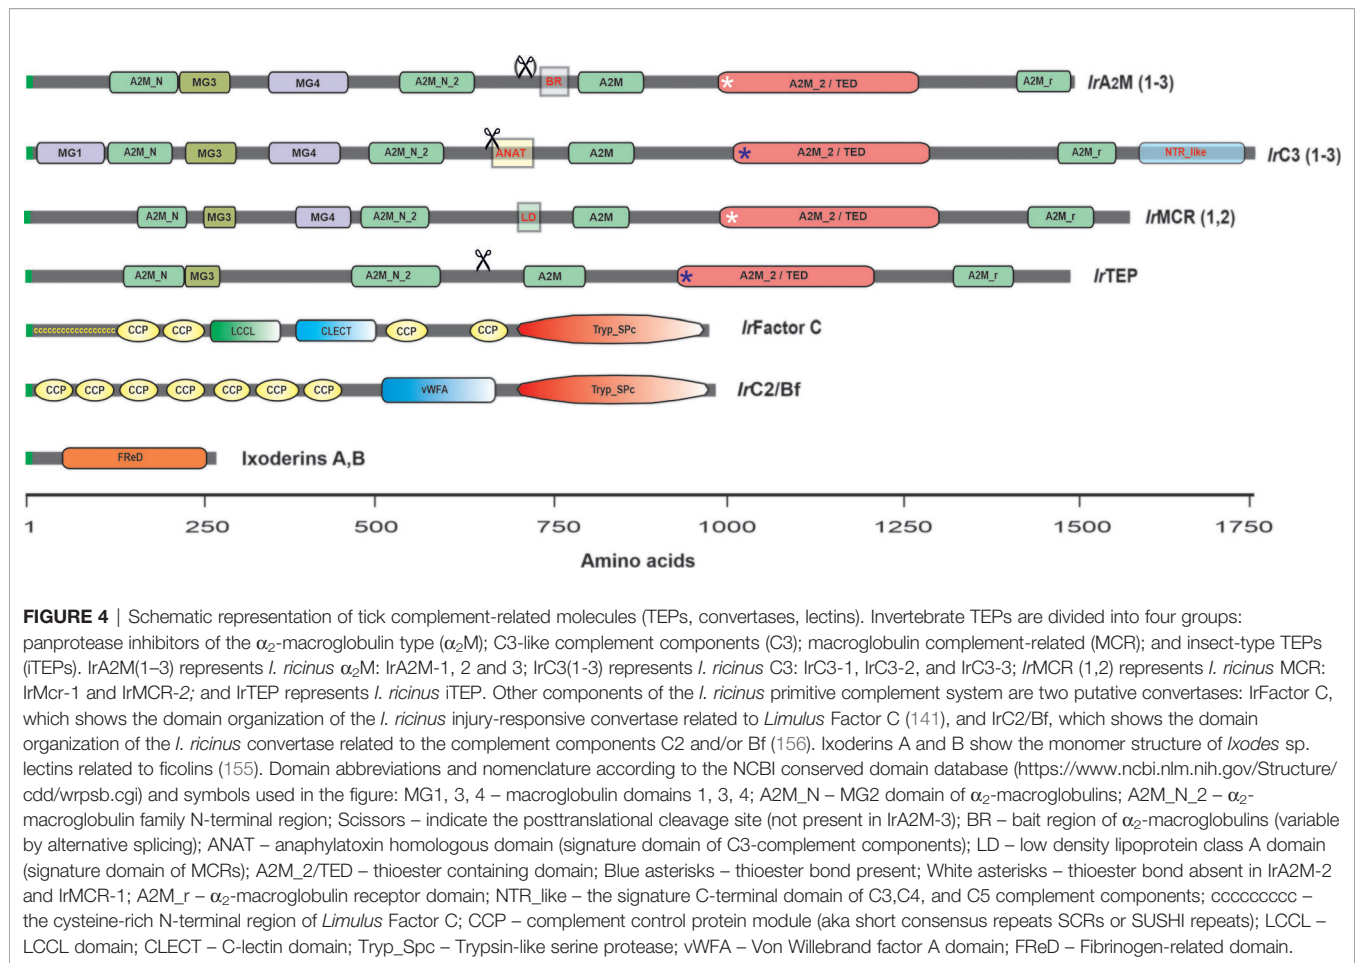 A2M_N MG3 MG4 A2M_N_2 BR A2M * A2M_2 / TED A2M_r IrA2M (1-3)
MG1 A2M_N MG3 MG4 A2M_N_2 ANAT A2M * A2M_2 / TED A2M_r NTR_like IrC3 (1-3)
A2M_N MG3 MG4 A2M_N_2 LD A2M * A2M_2 / TED A2M_r IrMCR (1,2)
A2M_N MG3 A2M_N_2 A2M * A2M_2 / TED A2M_r IrTEP
cccccccccccccccccc CCP CCP LCCL CLECT CCP CCP Tryp_SPc IrFactor C
CCP CCP CCP CCP CCP CCP CCP vWFA Tryp_SPc IrC2/Bf
FReD Ixoderins A,B
1 250 500 750 1000 1250 1500 1750
Amino acids
FIGURE 4 | Schematic representation of tick complement-related molecules (TEPs, convertases, lectins). Invertebrate TEPs are divided into four groups:
panprotease inhibitors of the α₂-macroglobulin type (α₂M); C3-like complement components (C3); macroglobulin complement-related (MCR); and insect-type TEPs
(iTEPs). IrA2M(1–3) represents I. ricinus α₂M: IrA2M-1, 2 and 3; IrC3(1-3) represents I. ricinus C3: IrC3-1, IrC3-2, and IrC3-3; IrMCR (1,2) represents I. ricinus MCR:
IrMcr-1 and IrMCR-2; and IrTEP represents I. ricinus iTEP. Other components of the I. ricinus primitive complement system are two putative convertases: IrFactor C,
which shows the domain organization of the I. ricinus injury-responsive convertase related to Limulus Factor C (141), and IrC2/Bf, which shows the domain
organization of the I. ricinus convertase related to the complement components C2 and/or Bf (156). Ixoderins A and B show the monomer structure of Ixodes sp.
lectins related to ficolins (155). Domain abbreviations and nomenclature according to the NCBI conserved domain database (https://www.ncbi.nlm.nih.gov/Structure/
cdd/wrpsb.cgi) and symbols used in the figure: MG1, 3, 4 – macroglobulin domains 1, 3, 4; A2M_N – MG2 domain of α₂-macroglobulins; A2M_N_2 – α₂-
macroglobulin family N-terminal region; Scissors – indicate the posttranslational cleavage site (not present in IrA2M-3); BR – bait region of α₂-macroglobulins (variable
by alternative splicing); ANAT – anaphylatoxin homologous domain (signature domain of C3-complement components); LD – low density lipoprotein class A domain
(signature domain of MCRs); A2M_2/TED – thioester containing domain; Blue asterisks – thioester bond present; White asterisks – thioester bond absent in IrA2M-2
and IrMCR-1; A2M_r – α₂-macroglobulin receptor domain; NTR_like – the signature C-terminal domain of C3,C4, and C5 complement components; cccccccccc –
the cysteine-rich N-terminal region of Limulus Factor C; CCP – complement control protein module (aka short consensus repeats SCRs or SUSHI repeats); LCCL –
LCCL domain; CLECT – C-lectin domain; Tryp_Spc – Trypsin-like serine protease; vWFA – Von Willebrand factor A domain; FReD – Fibrinogen-related domain.